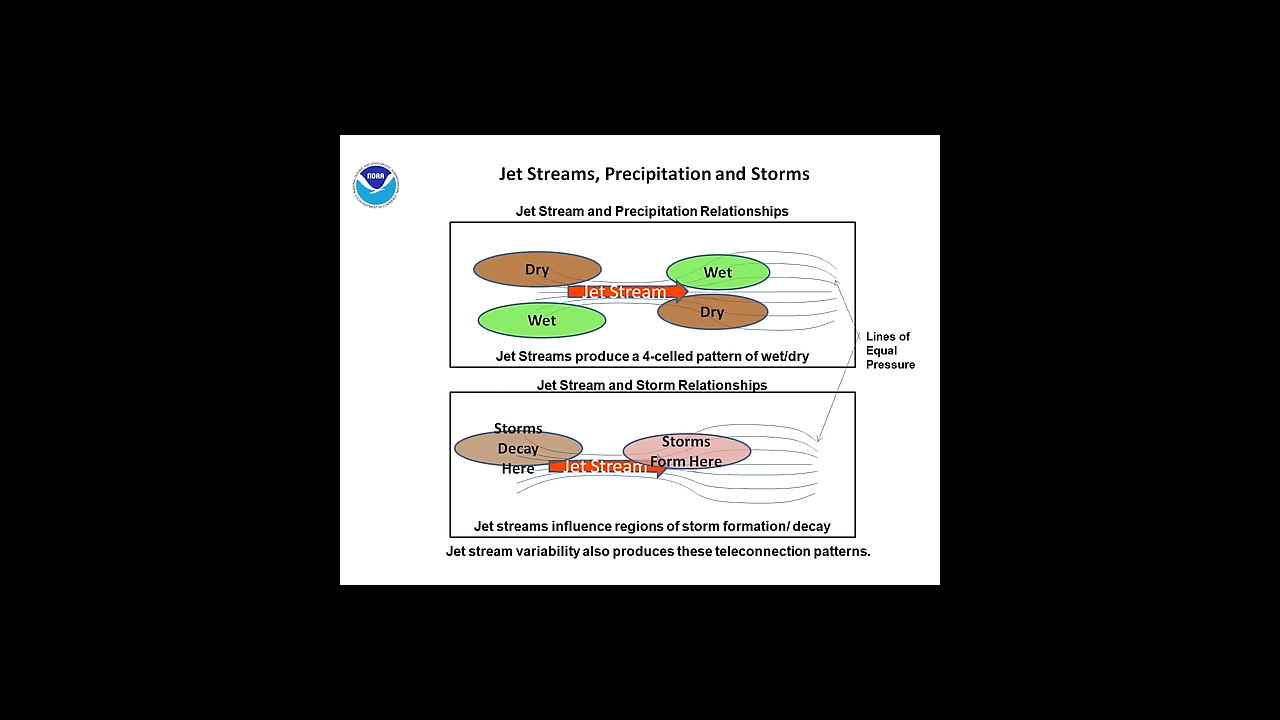 NOAA
Jet Streams, Precipitation and Storms
Jet Stream and Precipitation Relationships
Dry
Wet
Jet Stream
Wet
Dry
Jet Streams produce a 4-celled pattern of wet/dry
Lines of
Equal
Pressure
Jet Stream and Storm Relationships
Storms
Decay
Here
Jet Stream
Storms
Form Here
Jet streams influence regions of storm formation/ decay
Jet stream variability also produces these teleconnection patterns.